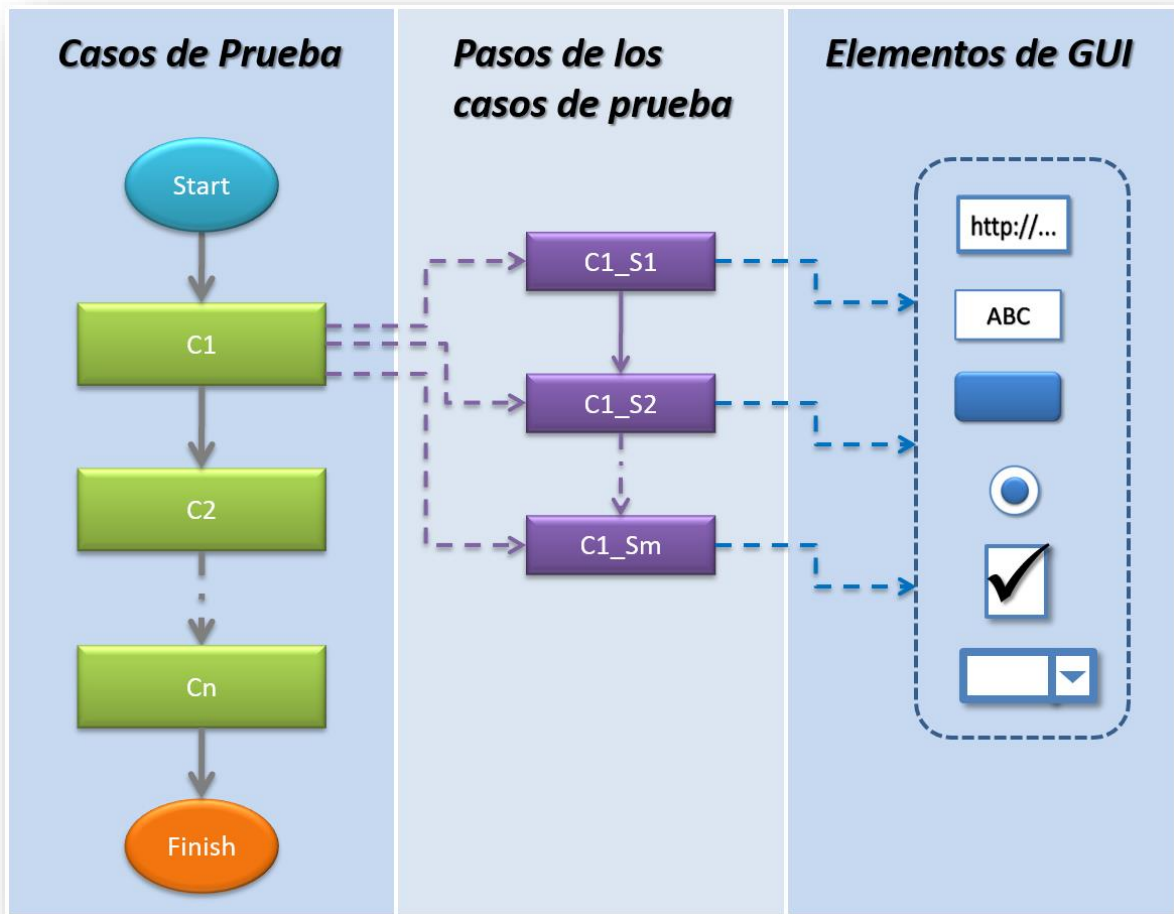 Casos de Prueba
Pasos de los
casos de prueba
Elementos de GUI
Start
C1
C2
Cn
Finish
C1_S1
C1_S2
C1_Sm
http://...
ABC